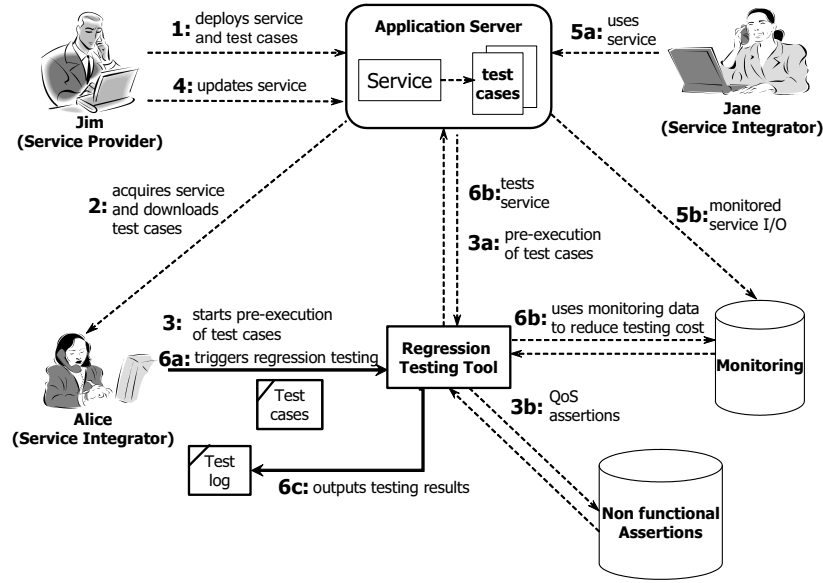 1: deploys service
and test cases
4: updates service
Jim
(Service Provider)
Application Server
Service
test
cases
5a: uses
service
Jane
(Service Integrator)
2: acquires service
and downloads
test cases
6b: tests
service
3a: pre-execution
of test cases
5b: monitored
service I/O
3: starts pre-execution
of test cases
6a: triggers regression testing
Alice
(Service Integrator)
Test
cases
Test
log
6c: outputs testing results
Regression
Testing Tool
6b: uses monitoring data
to reduce testing cost
Monitoring
3b: QoS
assertions
Non functional
Assertions